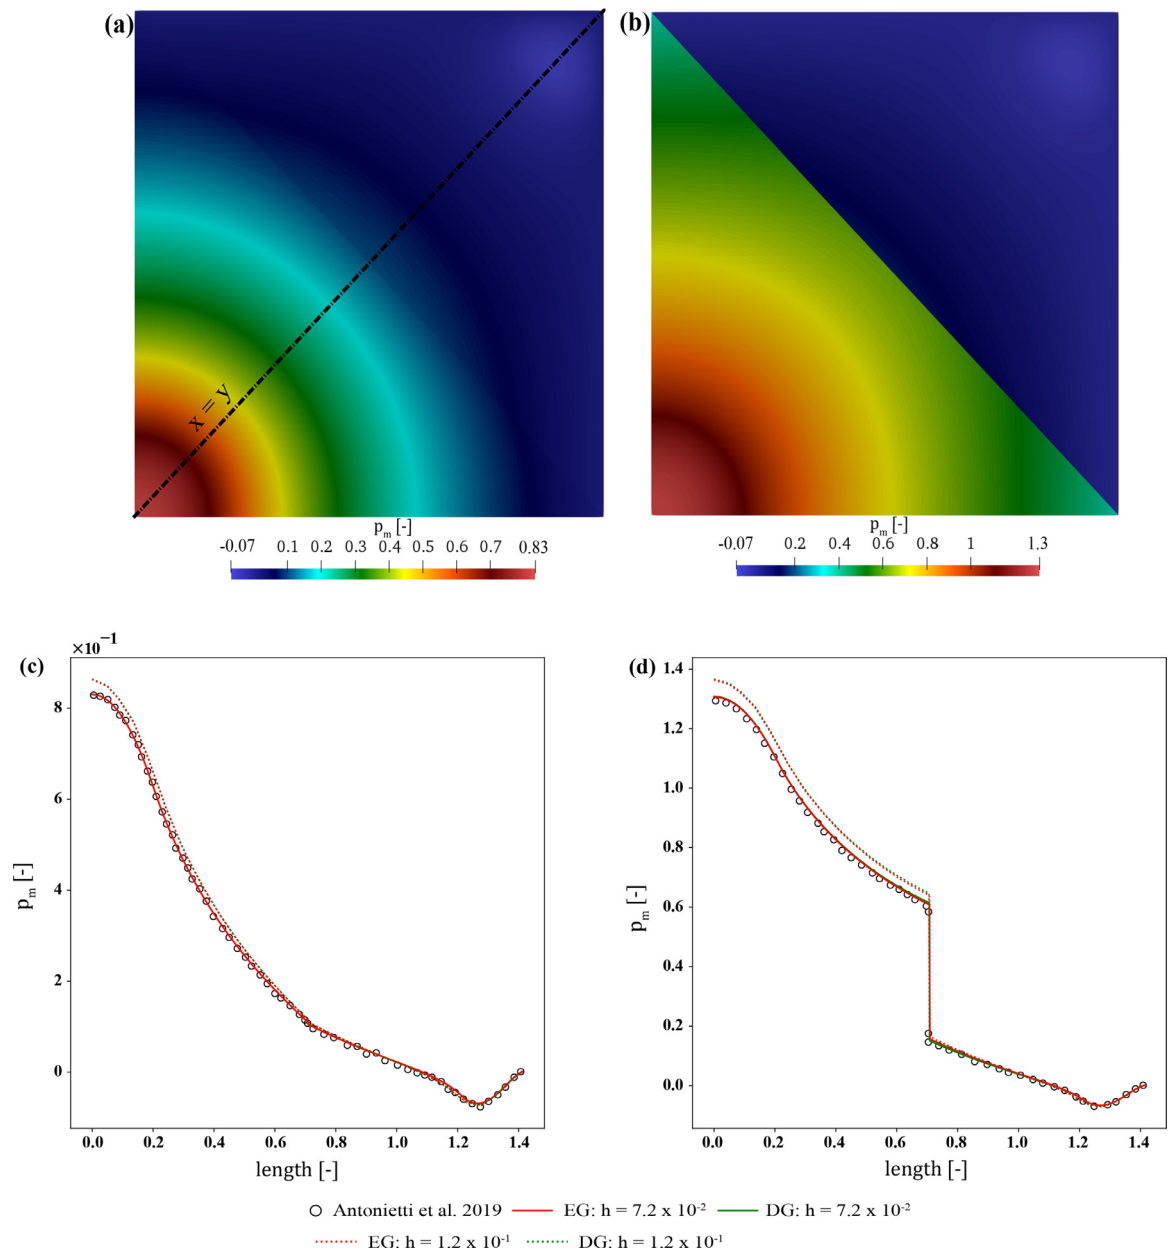 (a)
(b)
x = y
p_m [-]
-0.07 0.1 0.2 0.3 0.4 0.5 0.6 0.7 0.83
p_m [-]
-0.07 0.2 0.4 0.6 0.8 1 1.3
(c)
×10⁻¹
8
6
4
2
0
p_m [-]
0.0 0.2 0.4 0.6 0.8 1.0 1.2 1.4
length [-]
(d)
1.4
1.2
1.0
0.8
0.6
0.4
0.2
0.0
p_m [-]
0.0 0.2 0.4 0.6 0.8 1.0 1.2 1.4
length [-]
Antonietti et al. 2019 EG: h = 7.2 x 10⁻² DG: h = 7.2 x 10⁻²
EG: h = 1.2 x 10⁻¹ DG: h = 1.2 x 10⁻¹